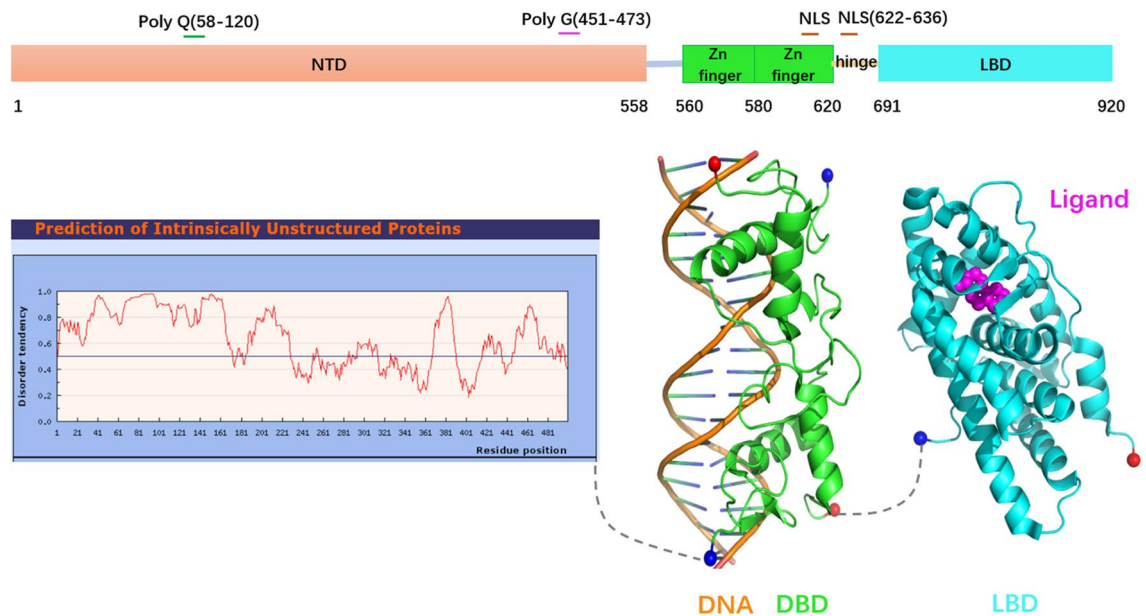 Poly Q(58-120)
Poly G(451-473)
NLS
NLS(622-636)
NTD
Zn finger
Zn finger
hinge
LBD
1
558
560
580
620
691
920
Prediction of Intrinsically Unstructured Proteins
Disorder tendency
1.0
0.8
0.6
0.4
0.2
0.0
1 21 41 61 81 101 121 141 161 181 201 221 241 261 281 301 321 341 361 381 401 421 441 461 481
Residue position
Ligand
DNA
DBD
LBD